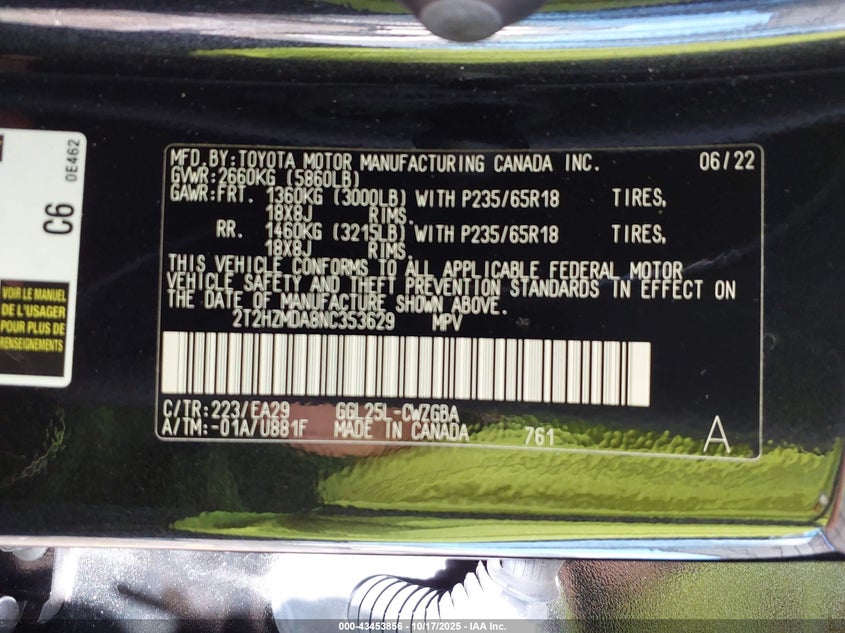 MFD.BY:TOYOTA MOTOR MANUFACTURING CANADA INC. 06/22
GVWR:2660KG (5860LB)
GAWR:FRT. 1360KG (3000LB) WITH P235/65R18 TIRES,
18X8J RIMS.
RR. 1460KG (3215LB) WITH P235/65R18 TIRES,
18X8J RIMS.
THIS VEHICLE CONFORMS TO ALL APPLICABLE FEDERAL MOTOR
VEHICLE SAFETY AND THEFT PREVENTION STANDARDS IN EFFECT ON
THE DATE OF MANUFACTURE SHOWN ABOVE.
2T2HZMDA8NC353629 MPV
C/TR:223/EA29 GGL25L-CWZGBA
A/TM:-01A/U881F MADE IN CANADA 761 A
0E462
C6
VOIR LE MANUEL
DE L'USAGER
POUR PLUS DE
RENSEIGNEMENTS
000-43453856 - 10/17/2025 - IAA Inc.